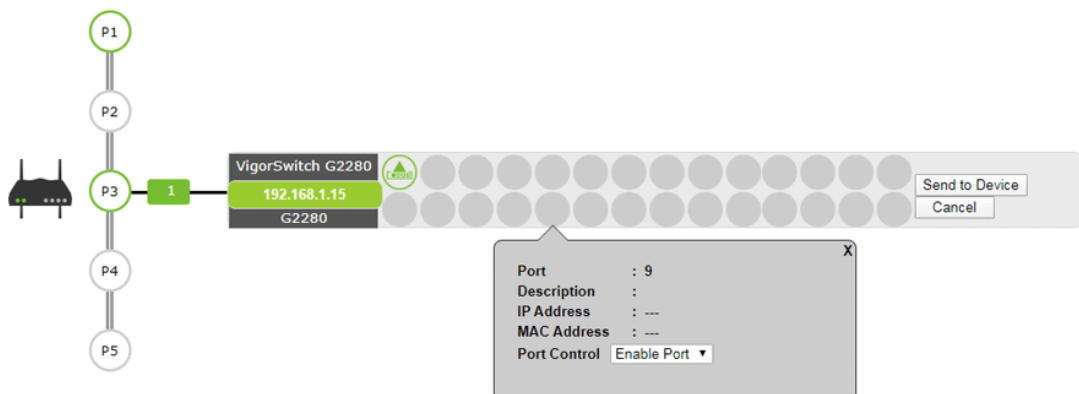 P1
P2
P3
1
VigorSwitch G2280
192.168.1.15
G2280
Send to Device
Cancel
X
Port : 9
Description :
IP Address : ---
MAC Address : ---
Port Control Enable Port ▼
P4
P5